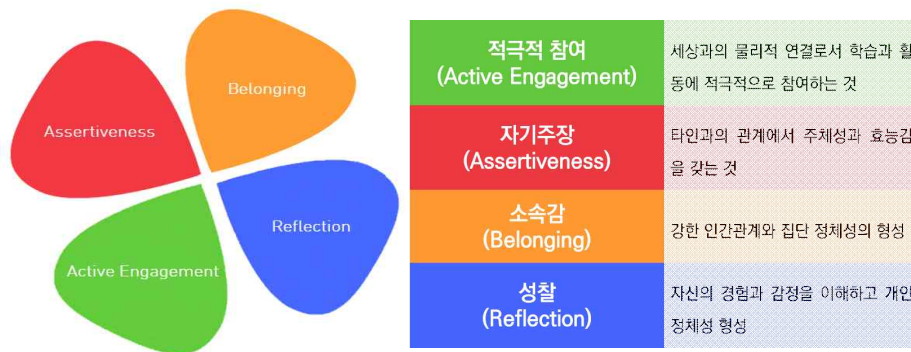 Belonging
Assertiveness
Reflection
Active Engagement
적극적 참여
(Active Engagement)
세상과의 물리적 연결로서 학습과 활
동에 적극적으로 참여하는 것
자기주장
(Assertiveness)
타인과의 관계에서 주체성과 효능감
을 갖는 것
소속감
(Belonging)
강한 인간관계와 집단 정체성의 형성
성찰
(Reflection)
자신의 경험과 감정을 이해하고 개인
정체성 형성